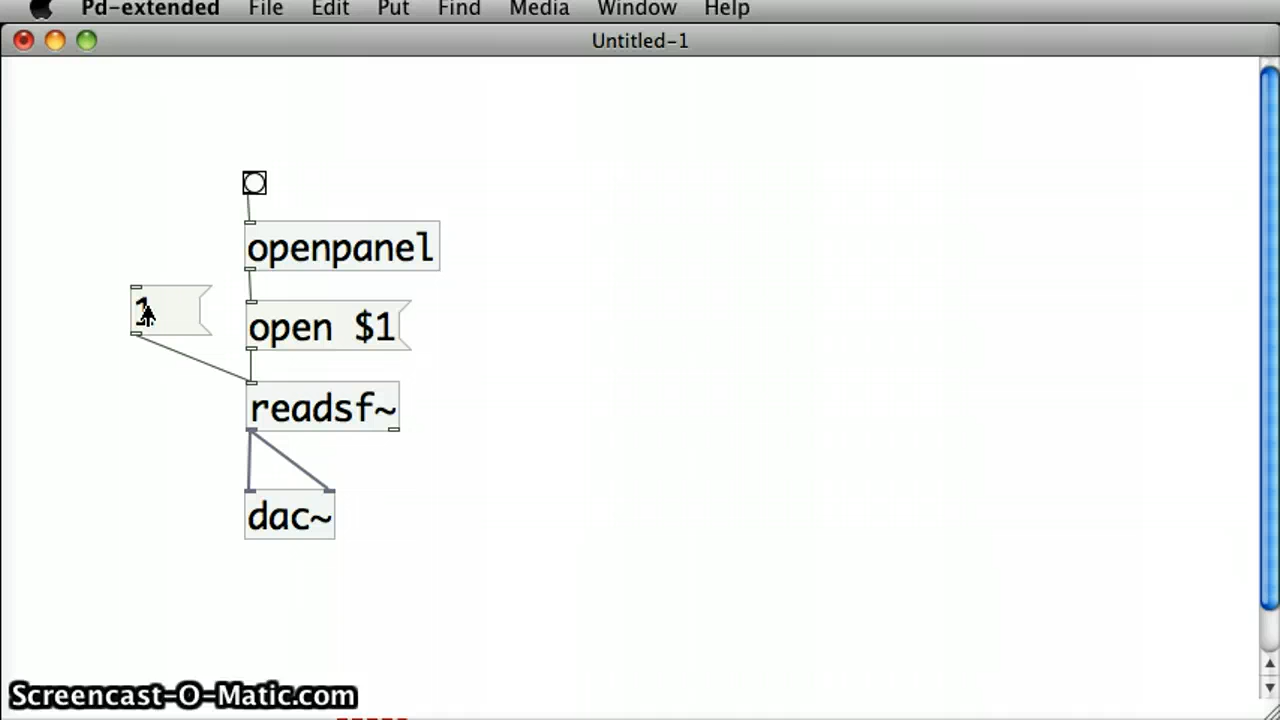 Pd-extended File Edit Put Find Media Window Help
Untitled-1
openpanel
1
open $1
readsf~
dac~
Screencast-O-Matic.com